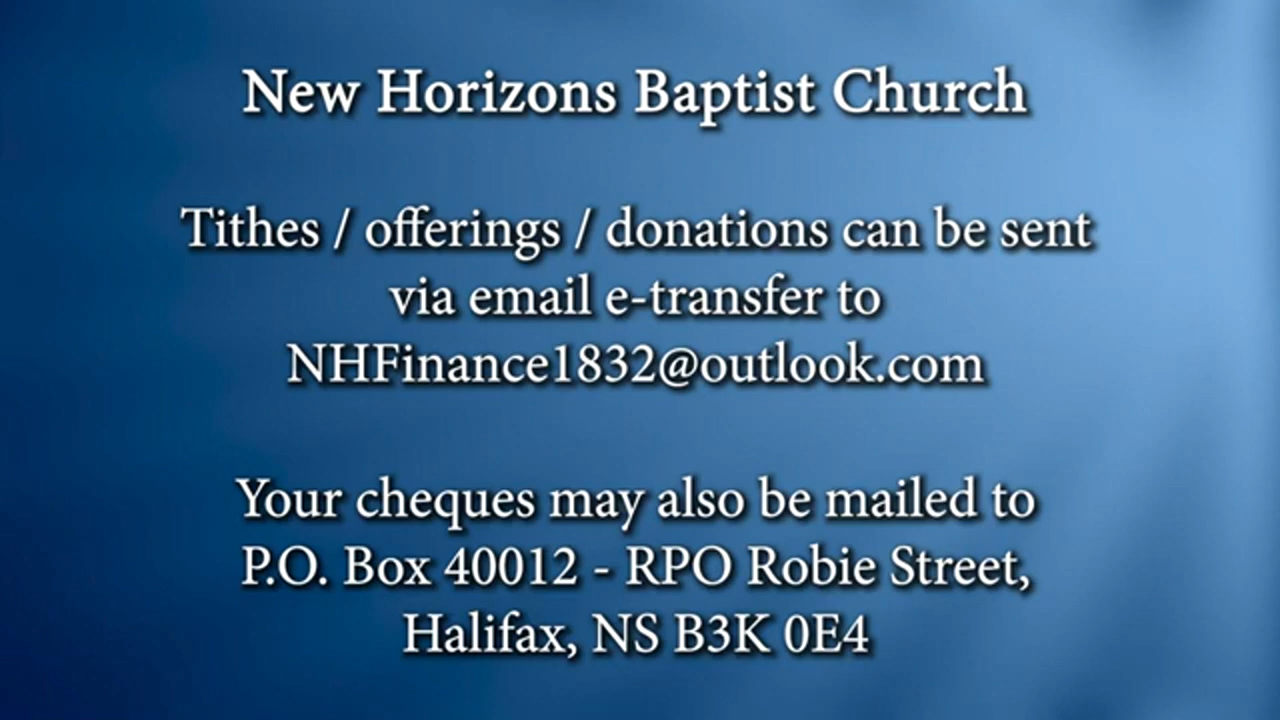 New Horizons Baptist Church
Tithes / offerings / donations can be sent
via email e-transfer to
NHFinance1832@outlook.com
Your cheques may also be mailed to
P.O. Box 40012 - RPO Robie Street,
Halifax, NS B3K 0E4